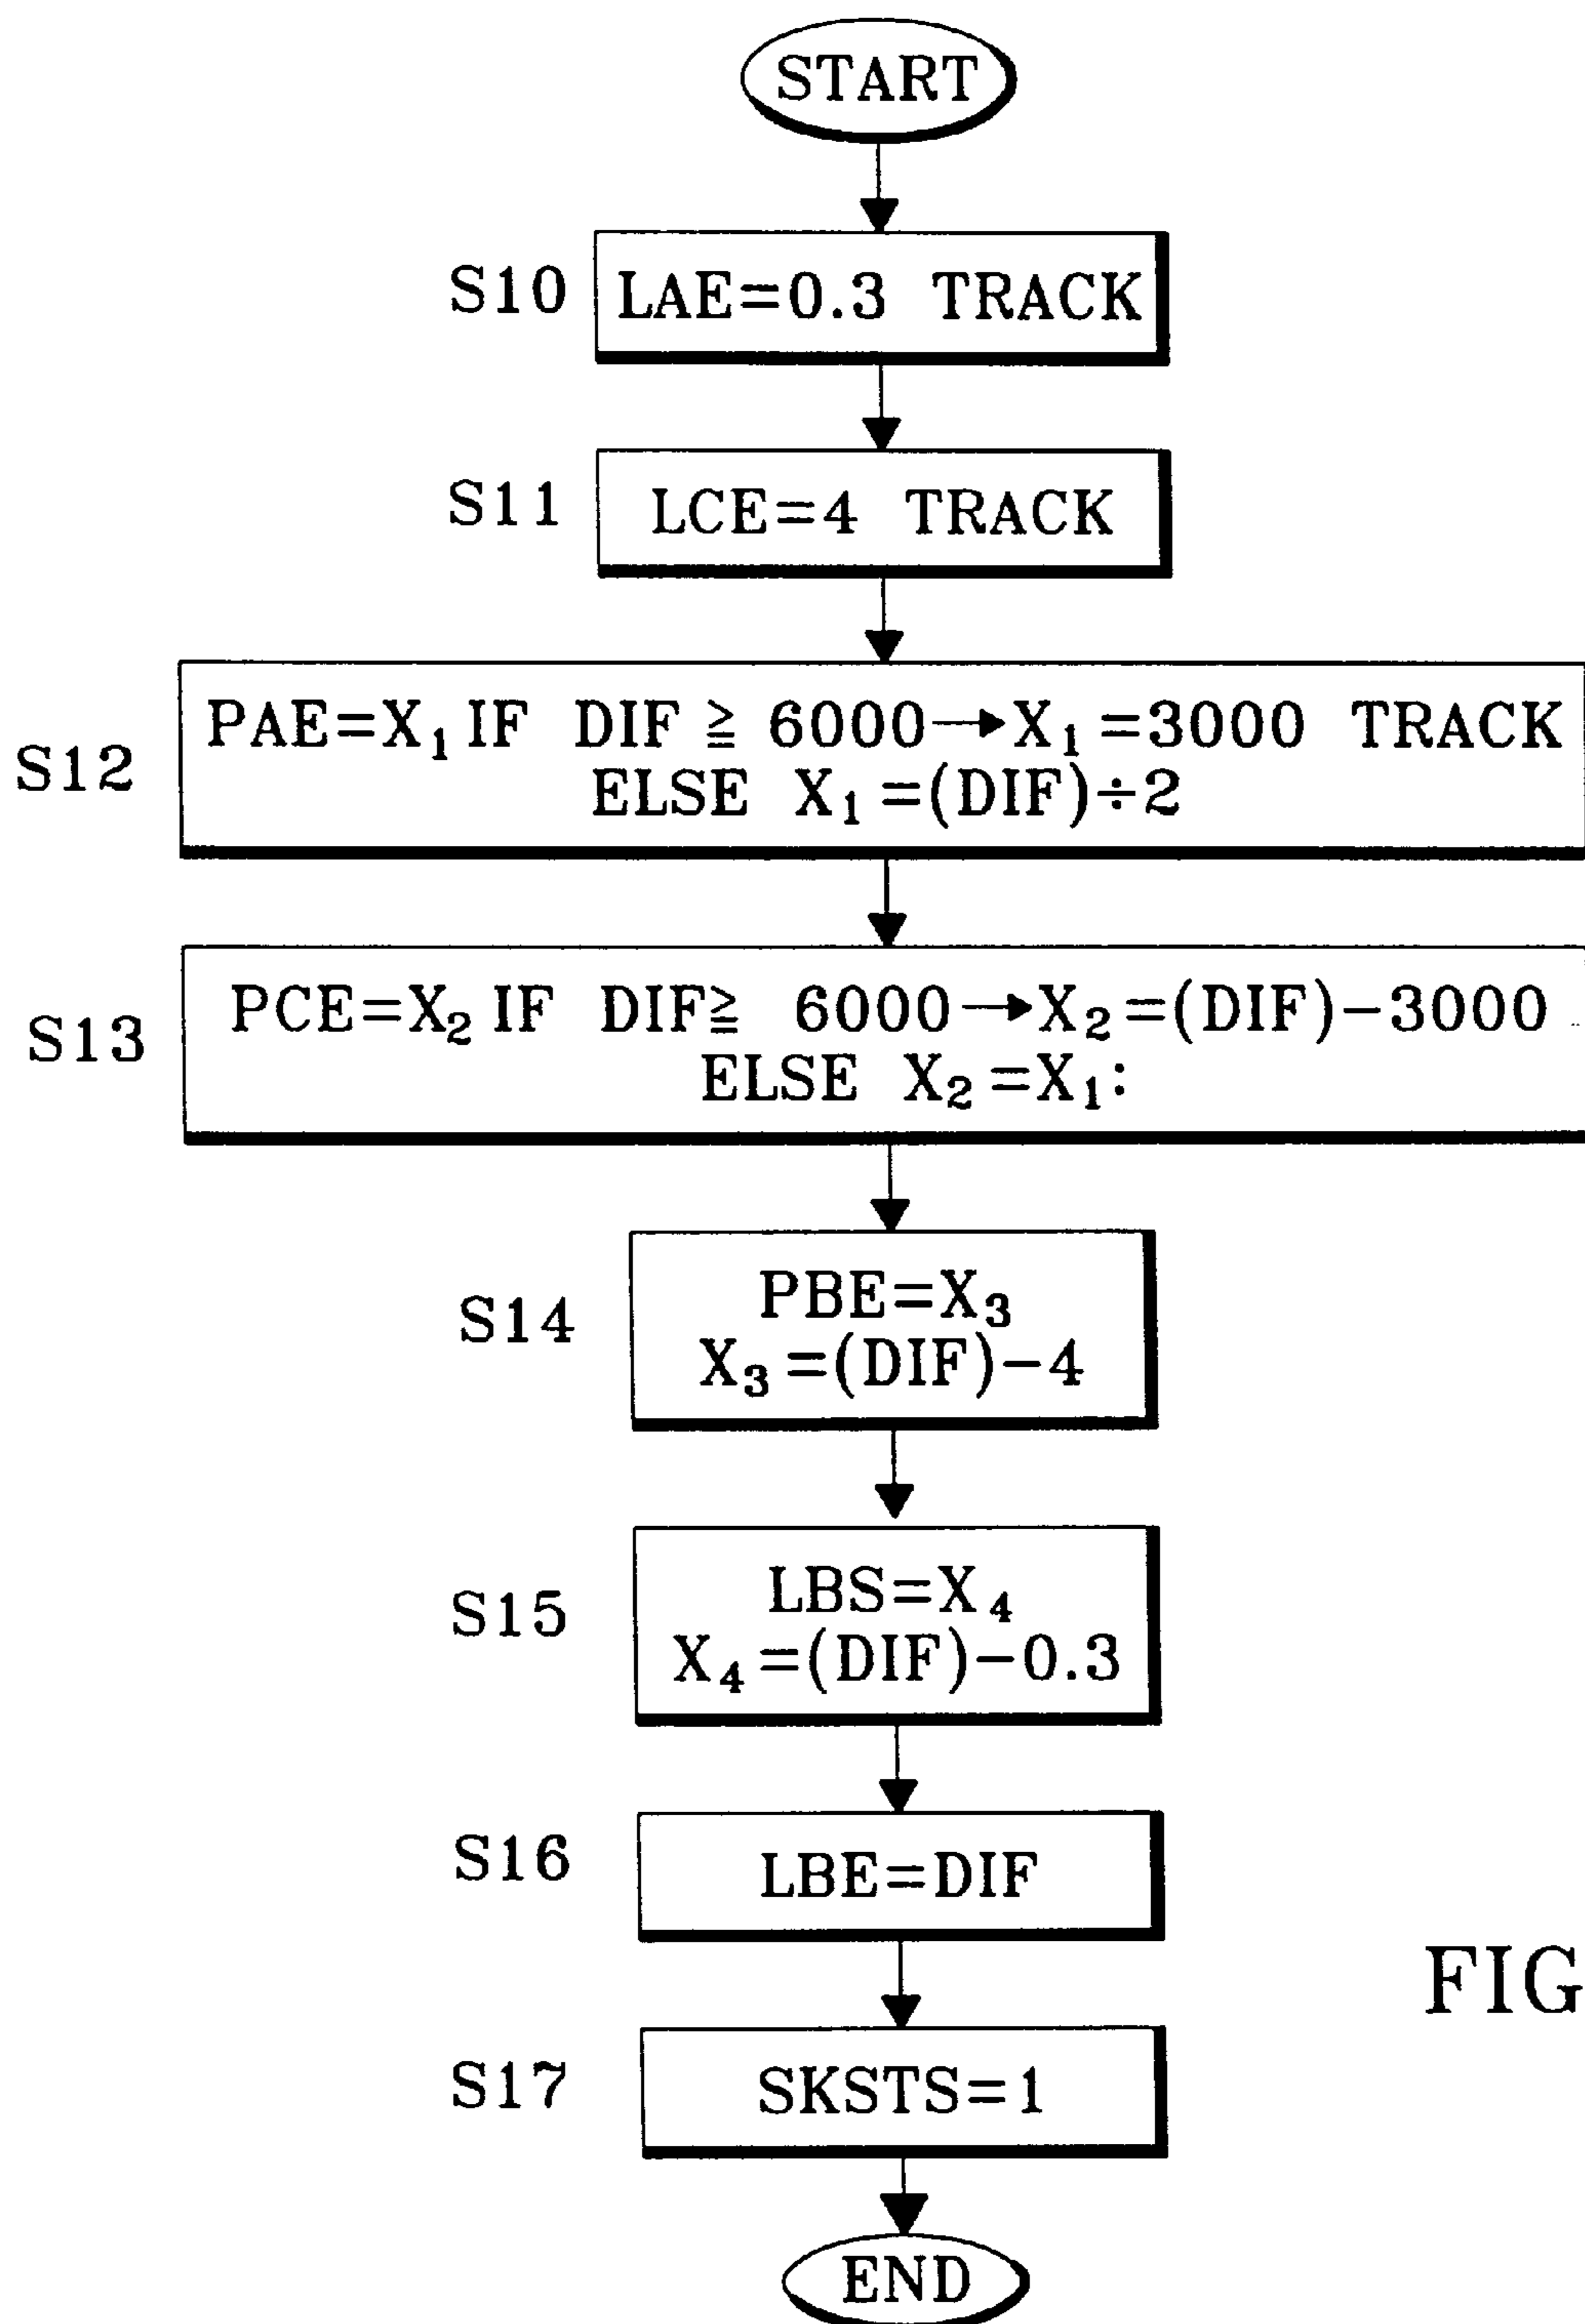 START
S10 LAE=0.3 TRACK
S11 LCE=4 TRACK
S12
PAE=X₁ IF DIF ≧ 6000→X₁=3000 TRACK
ELSE X₁=(DIF)÷2
S13
PCE=X₂ IF DIF≧ 6000→X₂=(DIF)−3000
ELSE X₂=X₁:
S14
PBE=X₃
X₃=(DIF)−4
S15
LBS=X₄
X₄=(DIF)−0.3
S16 LBE=DIF
FIG
S17 SKSTS=1
END